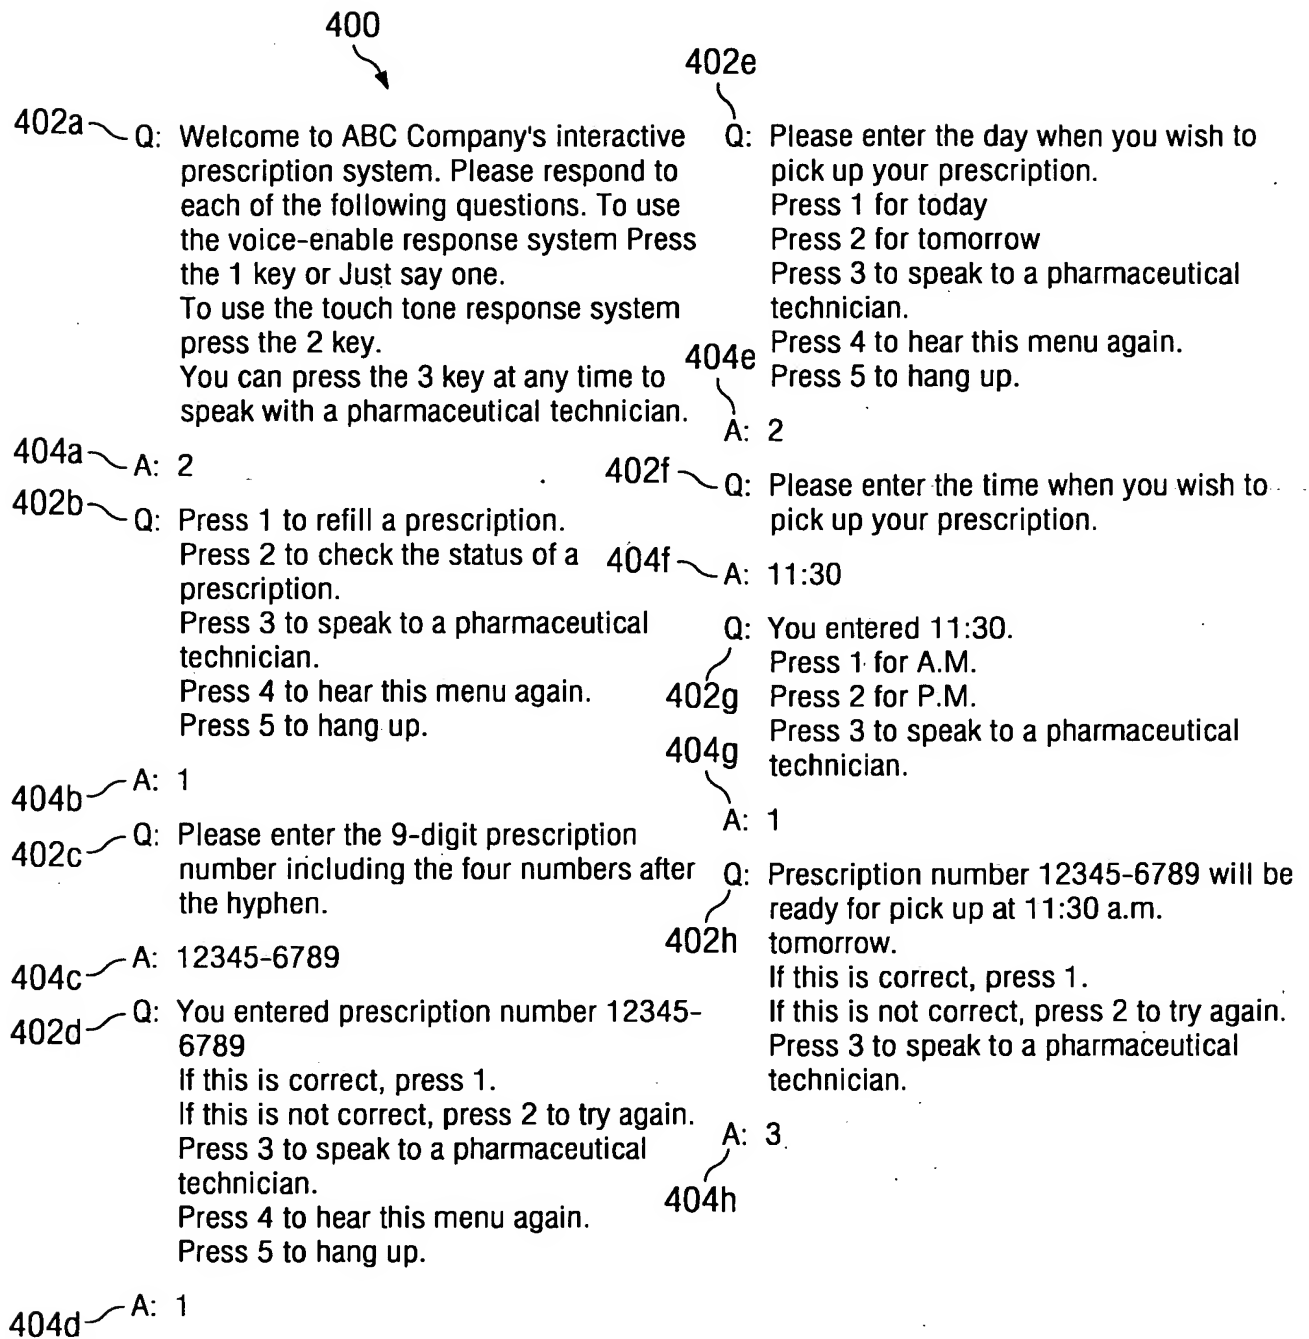 400
402a Q: Welcome to ABC Company's interactive
prescription system. Please respond to
each of the following questions. To use
the voice-enable response system Press
the 1 key or Just say one.
To use the touch tone response system
press the 2 key.
You can press the 3 key at any time to
speak with a pharmaceutical technician.
404a A: 2
402b Q: Press 1 to refill a prescription.
Press 2 to check the status of a
prescription.
Press 3 to speak to a pharmaceutical
technician.
Press 4 to hear this menu again.
Press 5 to hang up.
404b A: 1
402c Q: Please enter the 9-digit prescription
number including the four numbers after
the hyphen.
404c A: 12345-6789
402d Q: You entered prescription number 12345-
6789
If this is correct, press 1.
If this is not correct, press 2 to try again.
Press 3 to speak to a pharmaceutical
technician.
Press 4 to hear this menu again.
Press 5 to hang up.
404d A: 1
402e
Q: Please enter the day when you wish to
pick up your prescription.
Press 1 for today
Press 2 for tomorrow
Press 3 to speak to a pharmaceutical
technician.
Press 4 to hear this menu again.
Press 5 to hang up.
404e
A: 2
402f Q: Please enter the time when you wish to
pick up your prescription.
404f A: 11:30
Q: You entered 11:30.
Press 1 for A.M.
402g Press 2 for P.M.
Press 3 to speak to a pharmaceutical
technician.
404g
A: 1
Q: Prescription number 12345-6789 will be
ready for pick up at 11:30 a.m.
402h tomorrow.
If this is correct, press 1.
If this is not correct, press 2 to try again.
Press 3 to speak to a pharmaceutical
technician.
A: 3
404h